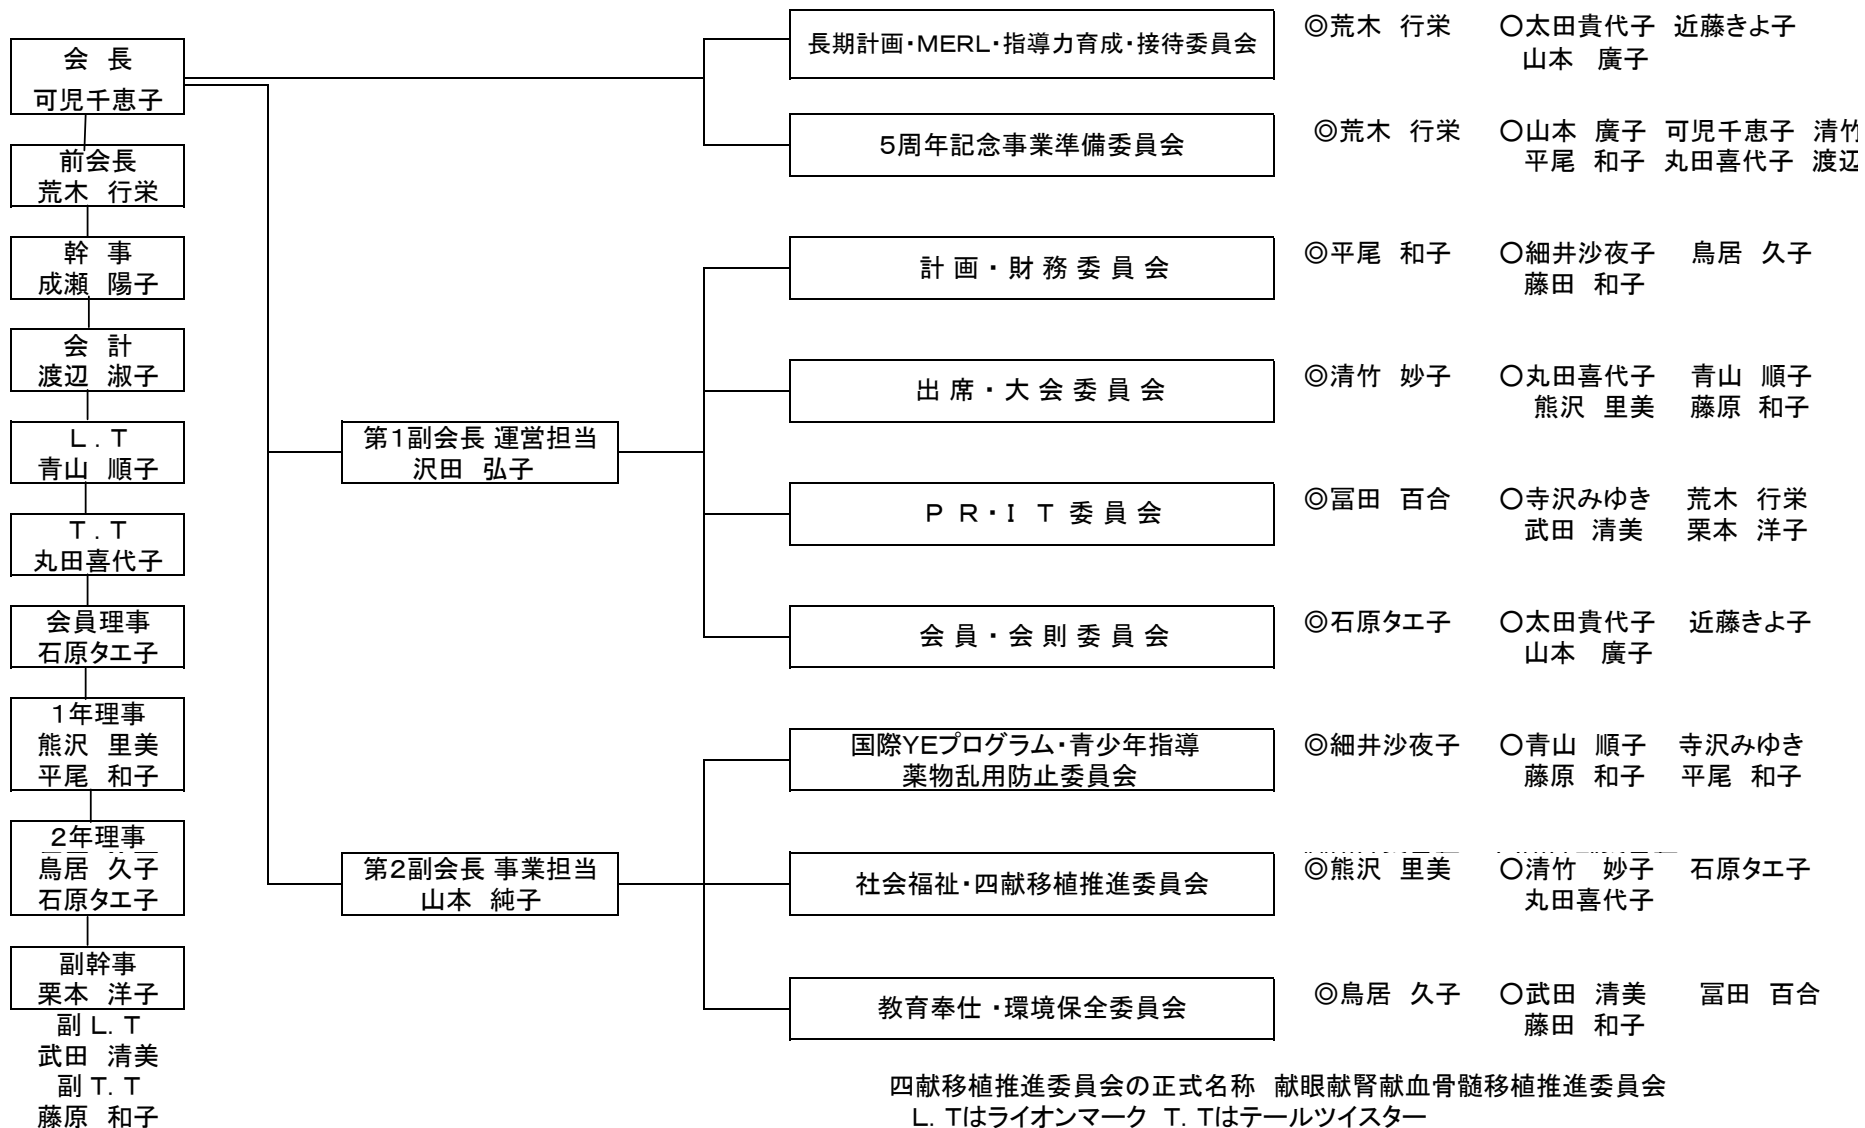 会　長
可児千恵子
前会長
荒木　行栄
幹　事
成瀬　陽子
会　計
渡辺　淑子
Ｌ．Ｔ
青山　順子
Ｔ．Ｔ
丸田喜代子
会員理事
石原タエ子
１年理事
熊沢　里美
平尾　和子
２年理事
鳥居　久子
石原タエ子
副幹事
栗本　洋子
副 Ｌ．Ｔ
武田　清美
副 Ｔ．Ｔ
藤原　和子
第１副会長 運営担当
沢田　弘子
第２副会長 事業担当
山本　純子
長期計画・ＭＥＲＬ・指導力育成・接待委員会
◎荒木　行栄　〇太田貴代子　近藤きよ子
山本　廣子
５周年記念事業準備委員会
◎荒木　行栄　〇山本　廣子　可児千恵子　清竹
平尾　和子　丸田喜代子　渡辺
計 画 ・ 財 務 委 員 会
◎平尾　和子　〇細井沙夜子　鳥居　久子
藤田　和子
出 席 ・ 大 会 委 員 会
◎清竹　妙子　〇丸田喜代子　青山　順子
熊沢　里美　藤原　和子
Ｐ Ｒ・Ｉ Ｔ 委 員 会
◎冨田　百合　〇寺沢みゆき　荒木　行栄
武田　清美　栗本　洋子
会 員 ・ 会 則 委 員 会
◎石原タエ子　〇太田貴代子　近藤きよ子
山本　廣子
国際ＹＥプログラム・青少年指導
薬物乱用防止委員会
◎細井沙夜子　〇青山　順子　寺沢みゆき
藤原　和子　平尾　和子
社会福祉・四献移植推進委員会
◎熊沢　里美　〇清竹　妙子　石原タエ子
丸田喜代子
教育奉仕 ・環境保全委員会
◎鳥居　久子　〇武田　清美　冨田　百合
藤田　和子
四献移植推進委員会の正式名称　献眼献腎献血骨髄移植推進委員会
Ｌ．Ｔはライオンマーク　Ｔ．Ｔはテールツイスター